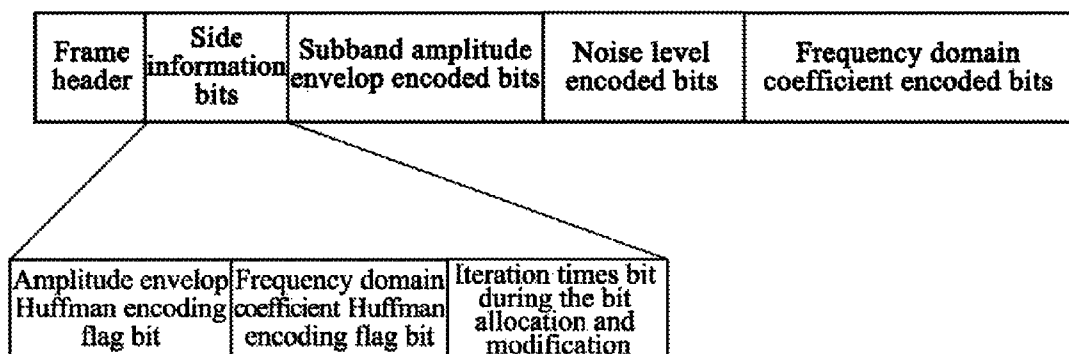 Frame
header
Side
information
bits
Subband amplitude
envelop encoded bits
Noise level
encoded bits
Frequency domain
coefficient encoded bits
Amplitude envelop
Huffman encoding
flag bit
Frequency domain
coefficient Huffman
encoding flag bit
Iteration times bit
during the bit
allocation and
modification